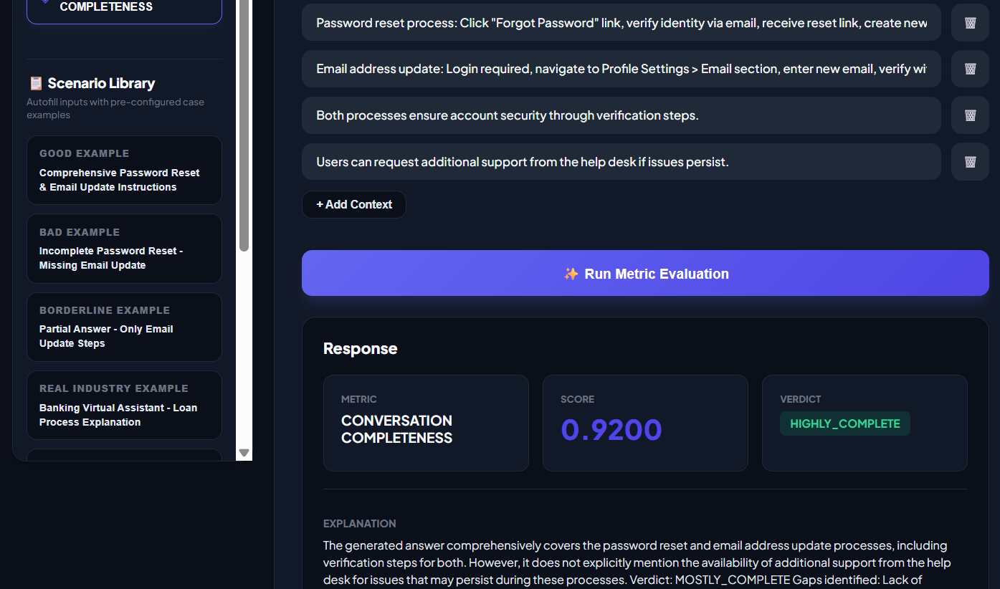 COMPLETENESS
Scenario Library
Autofill inputs with pre-configured case
examples
GOOD EXAMPLE
Comprehensive Password Reset
& Email Update Instructions
BAD EXAMPLE
Incomplete Password Reset -
Missing Email Update
BORDERLINE EXAMPLE
Partial Answer - Only Email
Update Steps
REAL INDUSTRY EXAMPLE
Banking Virtual Assistant - Loan
Process Explanation
Password reset process: Click "Forgot Password" link, verify identity via email, receive reset link, create new
Email address update: Login required, navigate to Profile Settings > Email section, enter new email, verify
Both processes ensure account security through verification steps.
Users can request additional support from the help desk if issues persist.
+ Add Context
✨ Run Metric Evaluation
Response
METRIC
CONVERSATION
COMPLETENESS
SCORE
0.9200
VERDICT
HIGHLY_COMPLETE
EXPLANATION
The generated answer comprehensively covers the password reset and email address update processes, including
verification steps for both. However, it does not explicitly mention the availability of additional support from the help
desk for issues that may persist during these processes. Verdict: MOSTLY_COMPLETE Gaps identified: Lack of